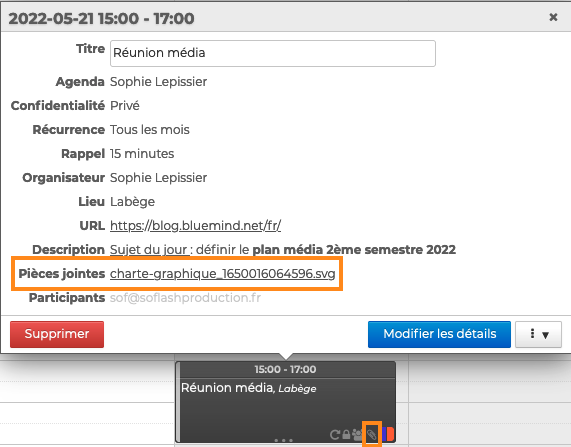 2022-05-21 15:00 - 17:00 ×
Titre Réunion média
Agenda Sophie Lepissier
Confidentialité Privé
Récurrence Tous les mois
Rappel 15 minutes
Organisateur Sophie Lepissier
Lieu Labège
URL https://blog.bluemind.net/fr/
Description Sujet du jour : définir le plan média 2ème semestre 2022
Pièces jointes charte-graphique_1650016064596.svg
Participants sof@soflashproduction.fr
Supprimer Modifier les détails
15:00 - 17:00
Réunion média, Labège